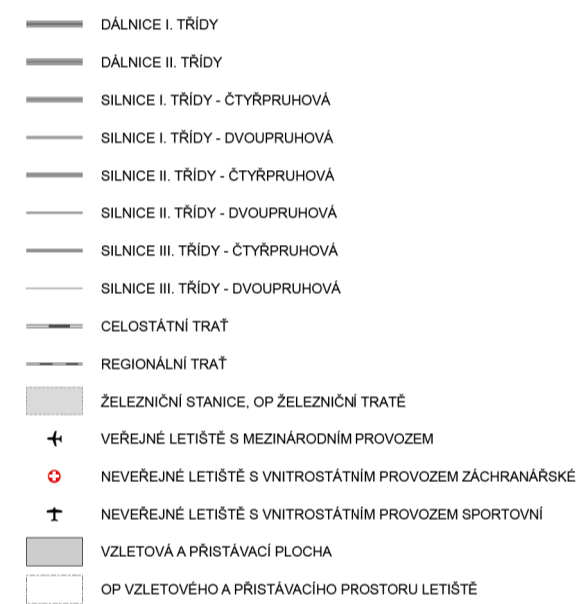 DÁLNICE I. TŘÍDY
DÁLNICE II. TŘÍDY
SILNICE I. TŘÍDY - ČTYŘPRUHOVÁ
SILNICE I. TŘÍDY - DVOUPRUHOVÁ
SILNICE II. TŘÍDY - ČTYŘPRUHOVÁ
SILNICE II. TŘÍDY - DVOUPRUHOVÁ
SILNICE III. TŘÍDY - ČTYŘPRUHOVÁ
SILNICE III. TŘÍDY - DVOUPRUHOVÁ
CELOSTÁTNÍ TRAŤ
REGIONÁLNÍ TRAŤ
ŽELEZNIČNÍ STANICE, OP ŽELEZNIČNÍ TRATĚ
VEŘEJNÉ LETIŠTĚ S MEZINÁRODNÍM PROVOZEM
NEVEŘEJNÉ LETIŠTĚ S VNITROSTÁTNÍM PROVOZEM ZÁCHRANÁŘSKÉ
NEVEŘEJNÉ LETIŠTĚ S VNITROSTÁTNÍM PROVOZEM SPORTOVNÍ
VZLETOVÁ A PŘISTÁVACÍ PLOCHA
OP VZLETOVÉHO A PŘISTÁVACÍHO PROSTORU LETIŠTĚ